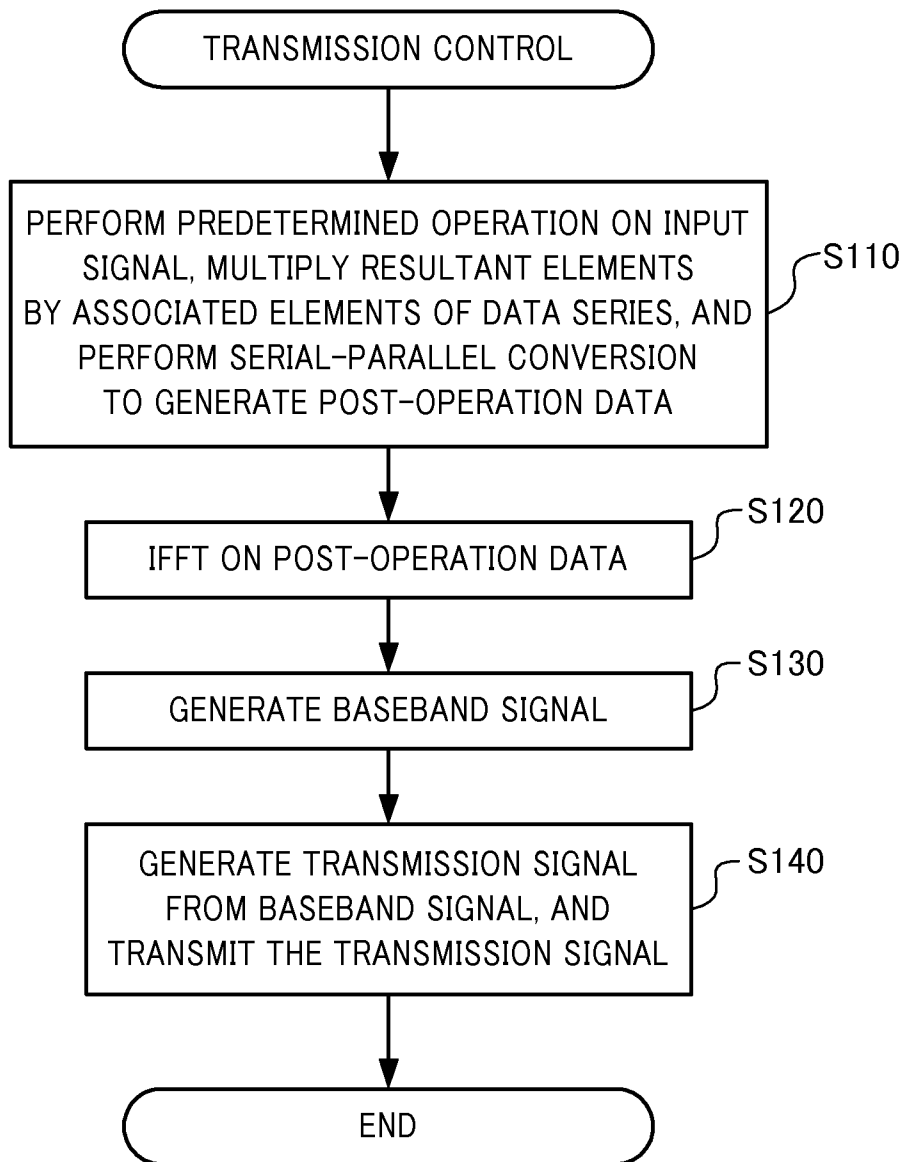 TRANSMISSION CONTROL
PERFORM PREDETERMINED OPERATION ON INPUT
SIGNAL, MULTIPLY RESULTANT ELEMENTS
BY ASSOCIATED ELEMENTS OF DATA SERIES, AND
PERFORM SERIAL-PARALLEL CONVERSION
TO GENERATE POST-OPERATION DATA
S110
IFFT ON POST-OPERATION DATA
S120
GENERATE BASEBAND SIGNAL
S130
GENERATE TRANSMISSION SIGNAL
FROM BASEBAND SIGNAL, AND
TRANSMIT THE TRANSMISSION SIGNAL
S140
END